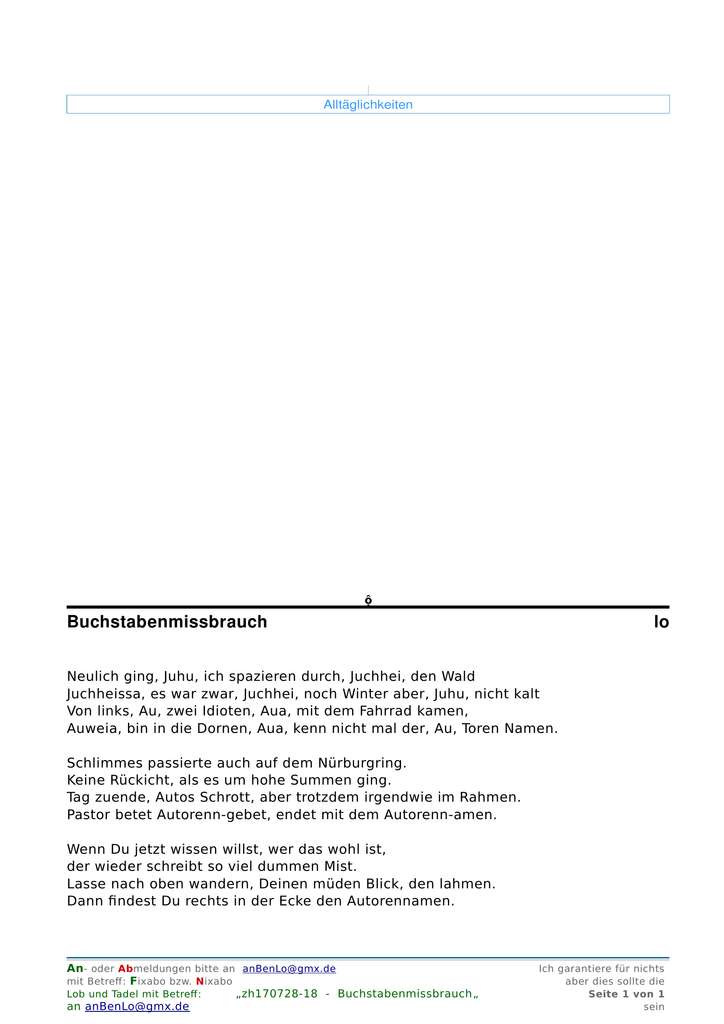 Alltäglichkeiten
Buchstabenmissbrauch lo
Neulich ging, Juhu, ich spazieren durch, Juchhei, den Wald
Juchheissa, es war zwar, Juchhei, noch Winter aber, Juhu, nicht kalt
Von links, Au, zwei Idioten, Aua, mit dem Fahrrad kamen,
Auweia, bin in die Dornen, Aua, kenn nicht mal der, Au, Toren Namen.
Schlimmes passierte auch auf dem Nürburgring.
Keine Rückicht, als es um hohe Summen ging.
Tag zuende, Autos Schrott, aber trotzdem irgendwie im Rahmen.
Pastor betet Autorenn-gebet, endet mit dem Autorenn-amen.
Wenn Du jetzt wissen willst, wer das wohl ist,
der wieder schreibt so viel dummen Mist.
Lasse nach oben wandern, Deinen müden Blick, den lahmen.
Dann findest Du rechts in der Ecke den Autorennamen.
An- oder Abmeldungen bitte an anBenLo@gmx.de Ich garantiere für nichts
mit Betreff: Fixabo bzw. Nixabo aber dies sollte die
Lob und Tadel mit Betreff: „zh170728-18 - Buchstabenmissbrauch„ Seite 1 von 1
an anBenLo@gmx.de sein